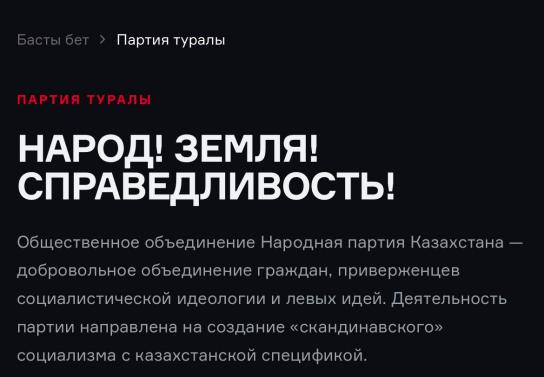 Басты бет > Партия туралы
ПАРТИЯ ТУРАЛЫ
НАРОД! ЗЕМЛЯ!
СПРАВЕДЛИВОСТЬ!
Общественное объединение Народная партия Казахстана —
добровольное объединение граждан, приверженцев
социалистической идеологии и левых идей. Деятельность
партии направлена на создание «скандинавского»
социализма с казахстанской спецификой.